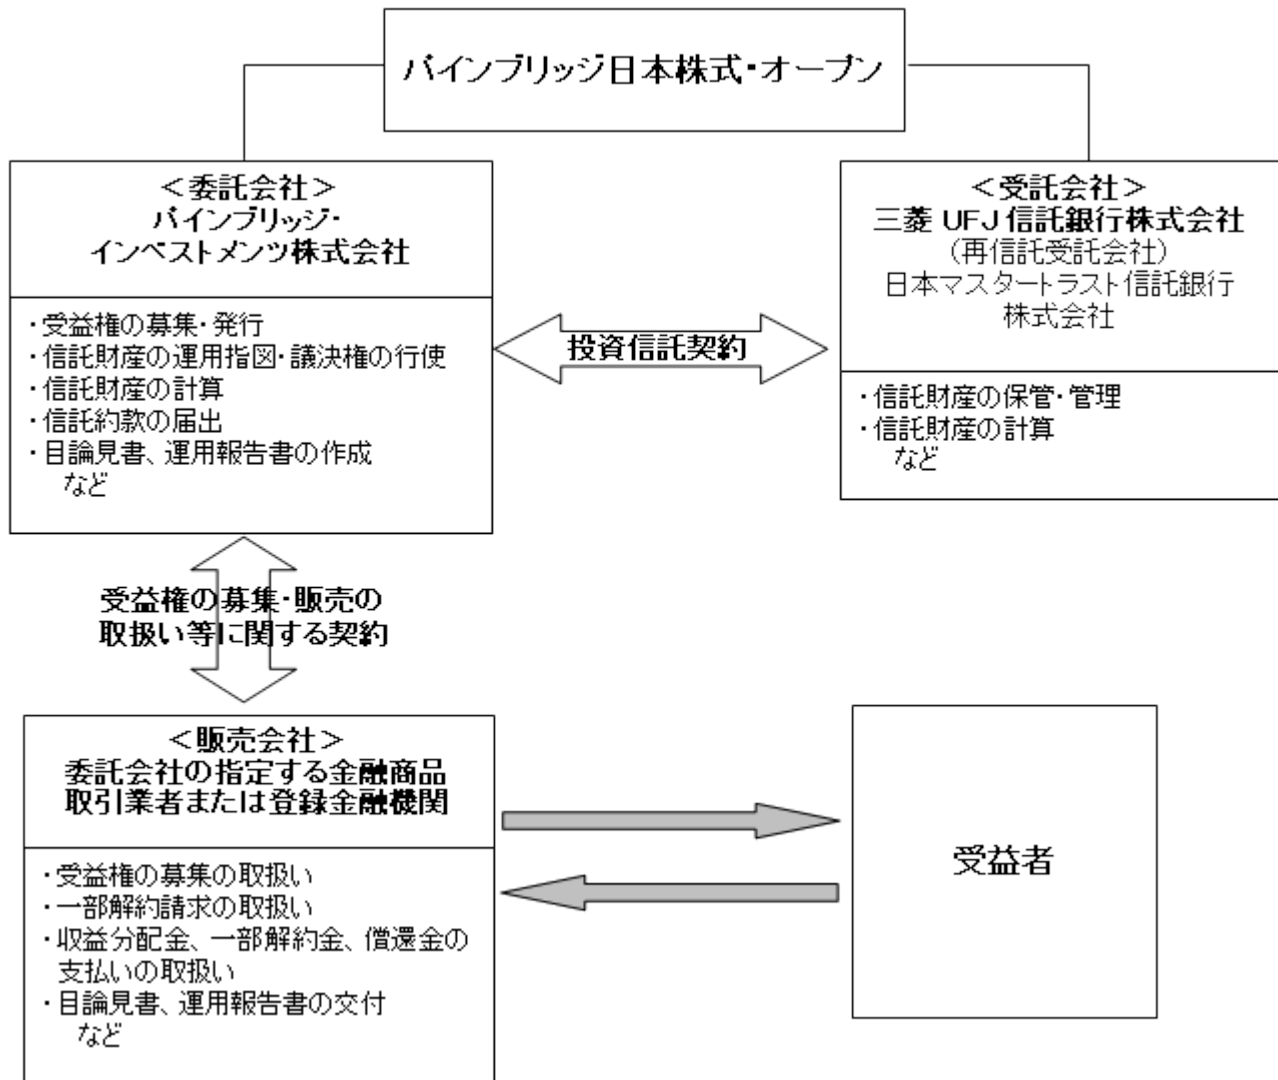 パインブリッジ日本株式・オープン
＜委託会社＞
パインブリッジ・
インベストメンツ株式会社
・受益権の募集・発行
・信託財産の運用指図・議決権の行使
・信託財産の計算
・信託約款の届出
・目論見書、運用報告書の作成
など
投資信託契約
＜受託会社＞
三菱 UFJ 信託銀行株式会社
（再信託受託会社）
日本マスタートラスト信託銀行
株式会社
・信託財産の保管・管理
・信託財産の計算
など
受益権の募集・販売の
取扱い等に関する契約
＜販売会社＞
委託会社の指定する金融商品
取引業者または登録金融機関
・受益権の募集の取扱い
・一部解約請求の取扱い
・収益分配金、一部解約金、償還金の
支払いの取扱い
・目論見書、運用報告書の交付
など
受益者